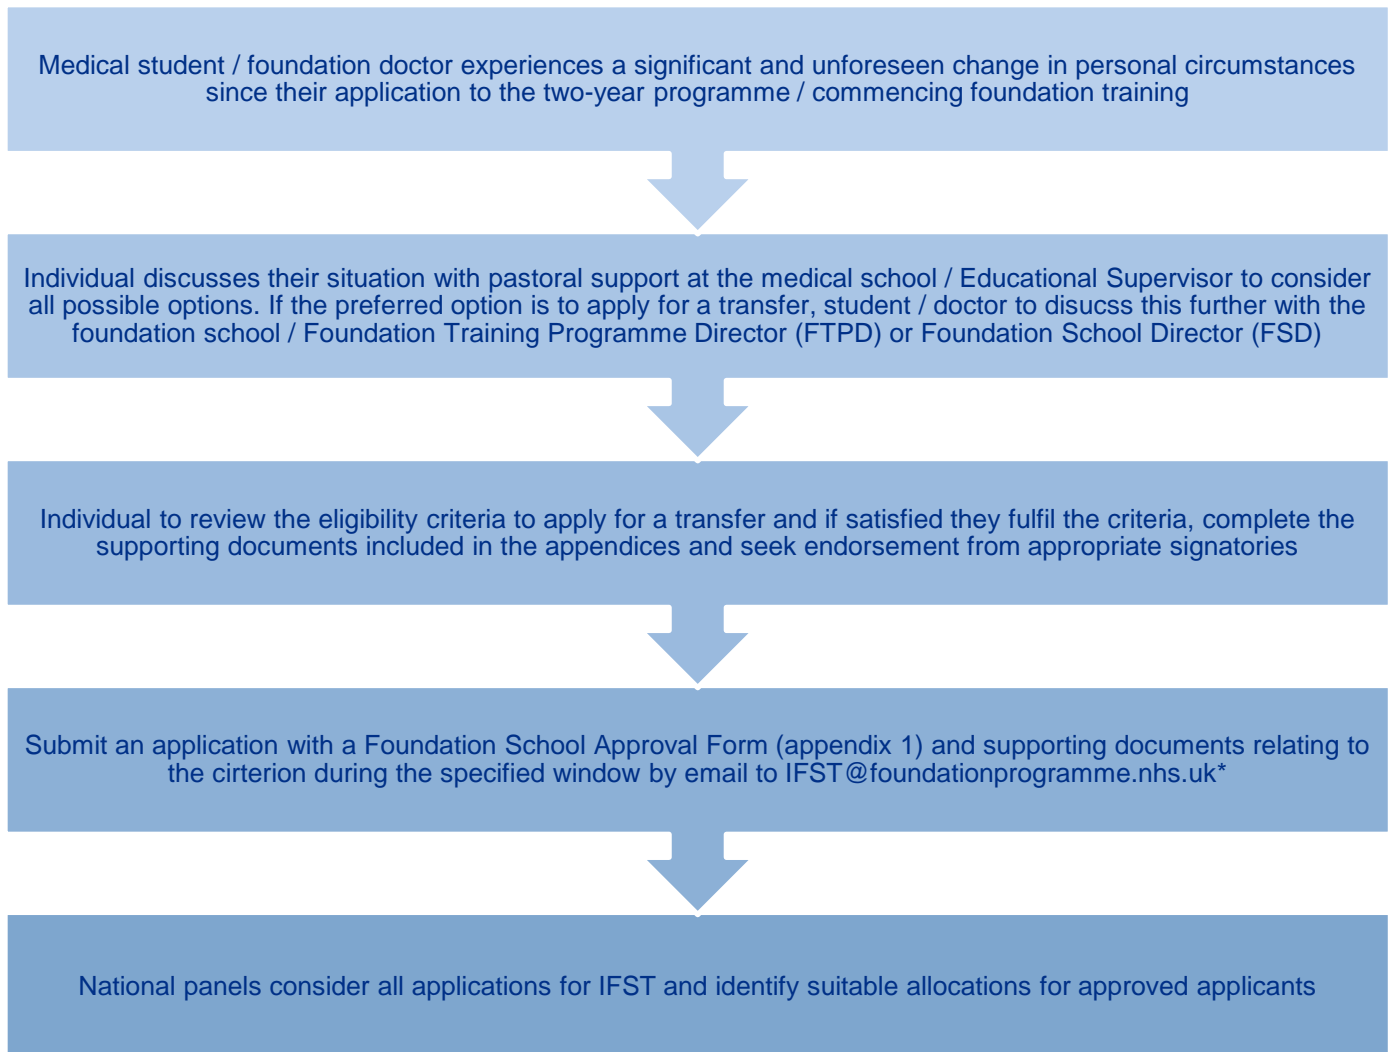 Medical student / foundation doctor experiences a significant and unforeseen change in personal circumstances
since their application to the two-year programme / commencing foundation training
Individual discusses their situation with pastoral support at the medical school / Educational Supervisor to consider
all possible options. If the preferred option is to apply for a transfer, student / doctor to disucss this further with the
foundation school / Foundation Training Programme Director (FTPD) or Foundation School Director (FSD)
Individual to review the eligibility criteria to apply for a transfer and if satisfied they fulfil the criteria, complete the
supporting documents included in the appendices and seek endorsement from appropriate signatories
Submit an application with a Foundation School Approval Form (appendix 1) and supporting documents relating to
the cirterion during the specified window by email to IFST@foundationprogramme.nhs.uk*
National panels consider all applications for IFST and identify suitable allocations for approved applicants